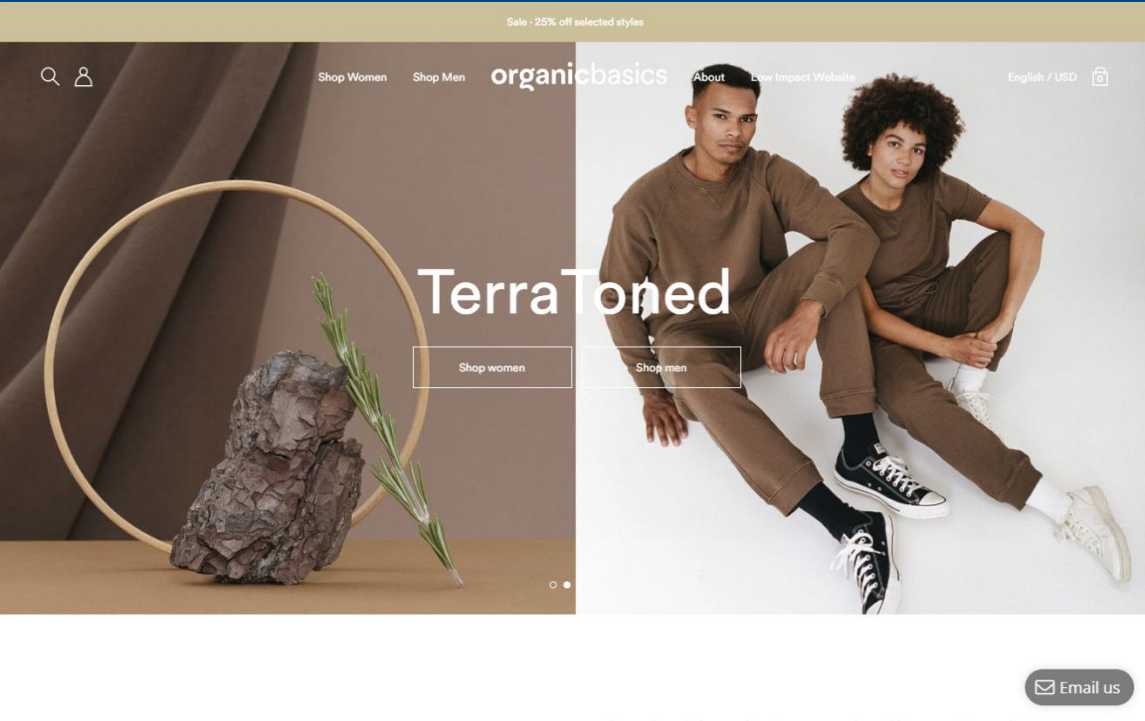 Sale - 25% off selected styles
Shop Women Shop Men organicbasics About Low Impact Website English / USD 0
TerraToned
Shop women Shop men
Email us